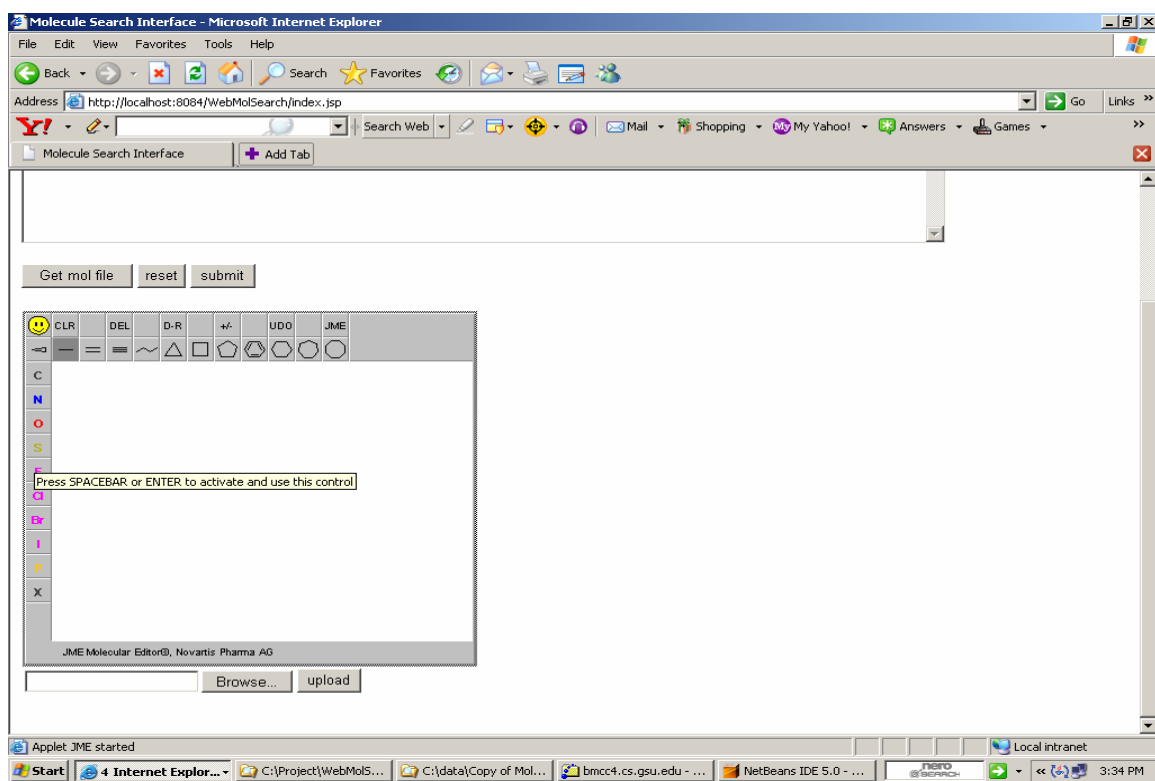 Molecule Search Interface - Microsoft Internet Explorer
File Edit View Favorites Tools Help
Back Search Favorites
Address http://localhost:8084/WebMolSearch/index.jsp Go Links »
Y! Search Web Mail Shopping My My Yahoo! Answers Games »
Molecule Search Interface Add Tab
Get mol file reset submit
CLR DEL D-R +/- UDO JME
C
N
O
S
F
Press SPACEBAR or ENTER to activate and use this control
Cl
Br
I
P
X
JME Molecular Editor®, Novartis Pharma AG
Browse... upload
Applet JME started Local intranet
Start 4 Internet Explor... C:\Project\WebMolS... C:\data\Copy of Mol... bmcc4.cs.gsu.edu - ... NetBeans IDE 5.0 - ... nero SEARCH « 3:34 PM